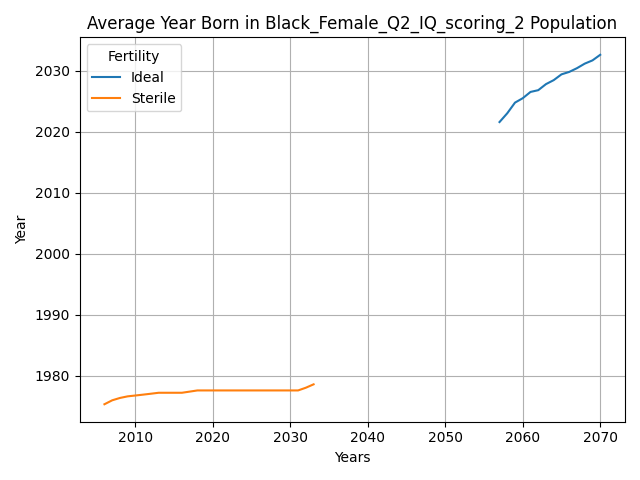 Average Year Born in Black_Female_Q2_IQ_scoring_2 Population
Fertility
Ideal
Sterile
Year
2030
2020
2010
2000
1990
1980
2010
2020
2030
2040
2050
2060
2070
Years